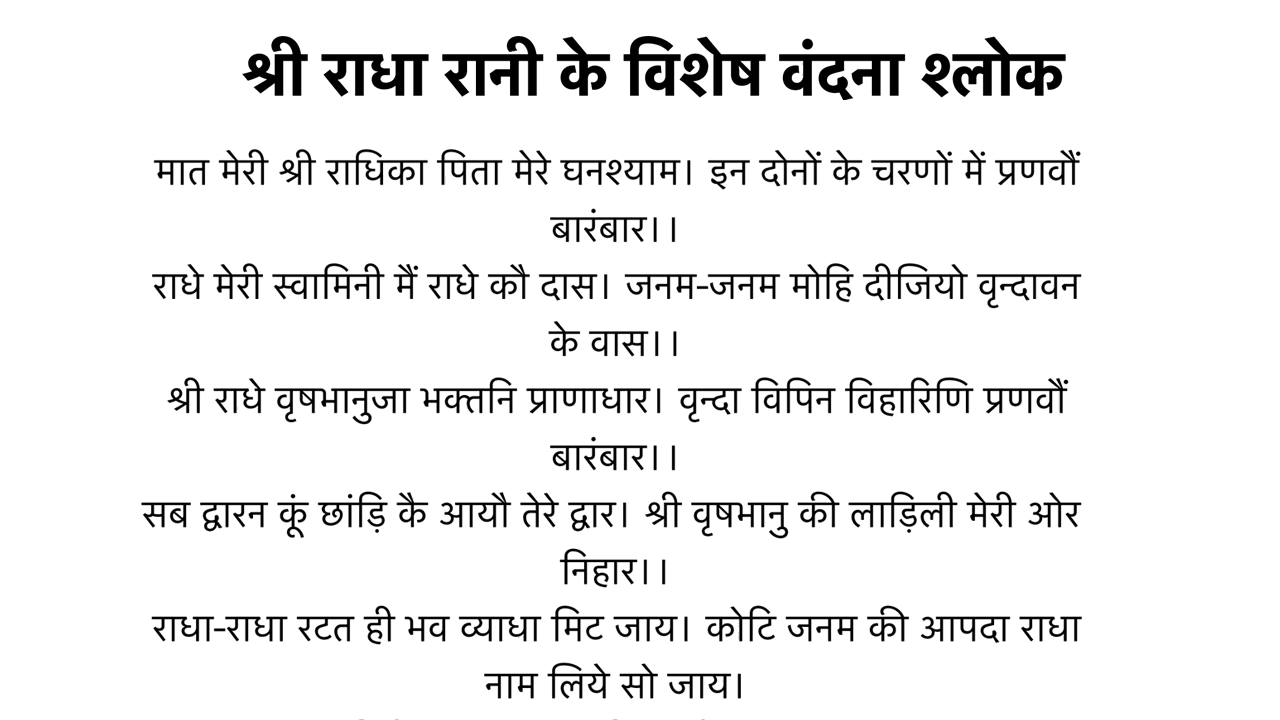 श्री राधा रानी के विशेष वंदना श्लोक
मात मेरी श्री राधिका पिता मेरे घनश्याम। इन दोनों के चरणों में प्रणवौं
बारंबार।।
राधे मेरी स्वामिनी मैं राधे कौ दास। जनम-जनम मोहि दीजियो वृन्दावन
के वास।।
श्री राधे वृषभानुजा भक्तनि प्राणाधार। वृन्दा विपिन विहारिणि प्रणवौं
बारंबार।।
सब द्वारन कूं छांड़ि कै आयौ तेरे द्वार। श्री वृषभानु की लाड़िली मेरी ओर
निहार।।
राधा-राधा रटत ही भव व्याधा मिट जाय। कोटि जनम की आपदा राधा
नाम लिये सो जाय।